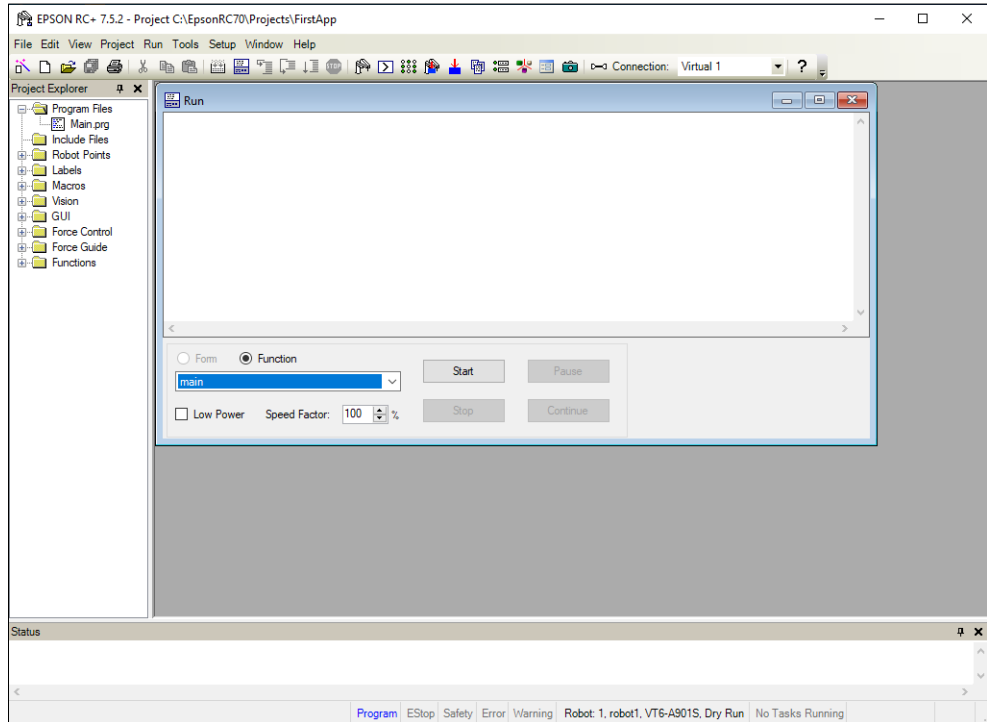 EPSON RC+ 7.5.2 - Project C:\EpsonRC70\Projects\FirstApp
File Edit View Project Run Tools Setup Window Help
STOP Connection: Virtual 1 ?
Project Explorer
Program Files
Main.prg
Include Files
Robot Points
Labels
Macros
Vision
GUI
Force Control
Force Guide
Functions
Run
Form Function
main
Start Pause
Low Power Speed Factor: 100 %
Stop Continue
Status
Program EStop Safety Error Warning Robot: 1, robot1, VT6-A901S, Dry Run No Tasks Running